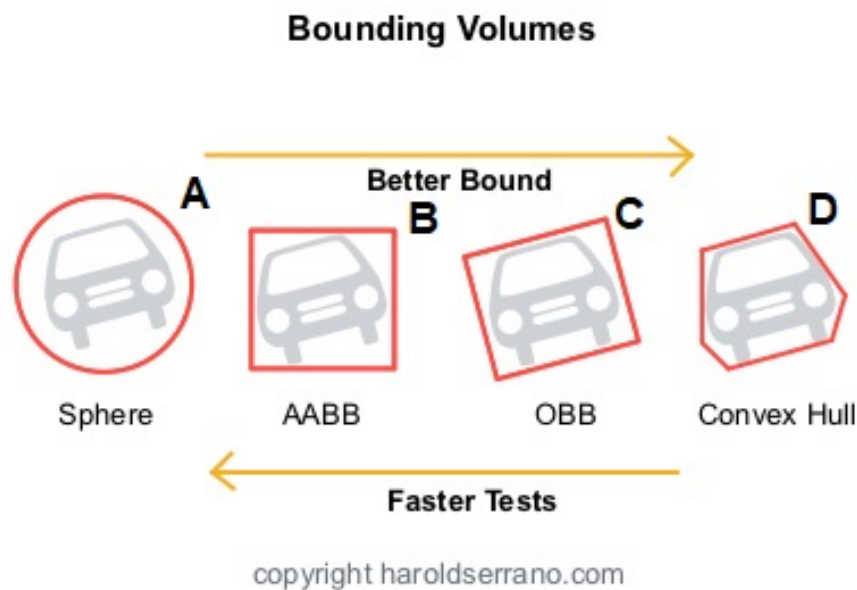 Bounding Volumes
Better Bound
A
B
C
D
Sphere
AABB
OBB
Convex Hull
Faster Tests
copyright haroldserrano.com